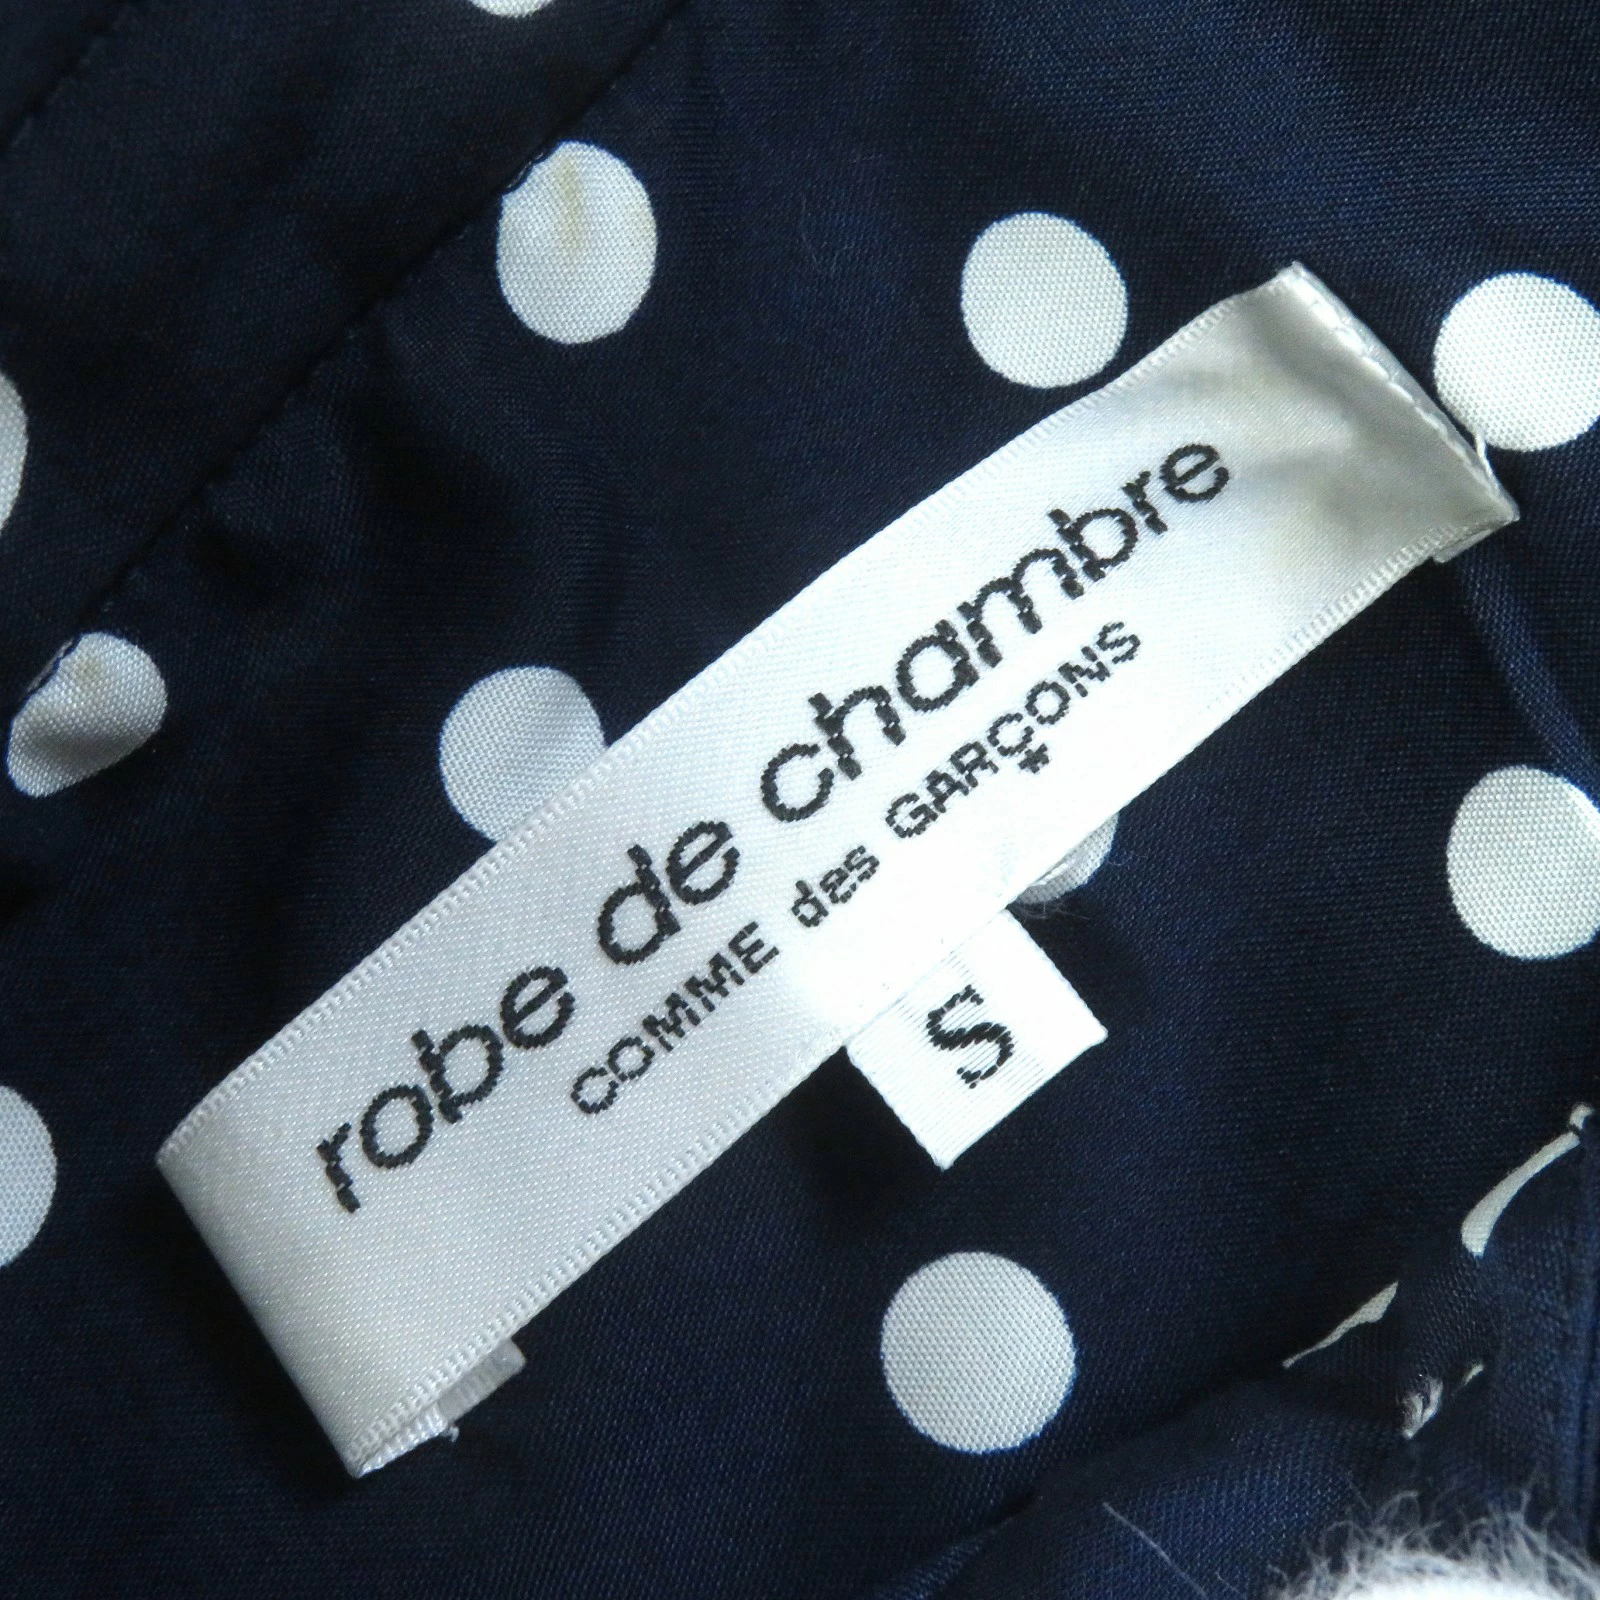 robe de chambre
COMME des GARÇONS
*
S